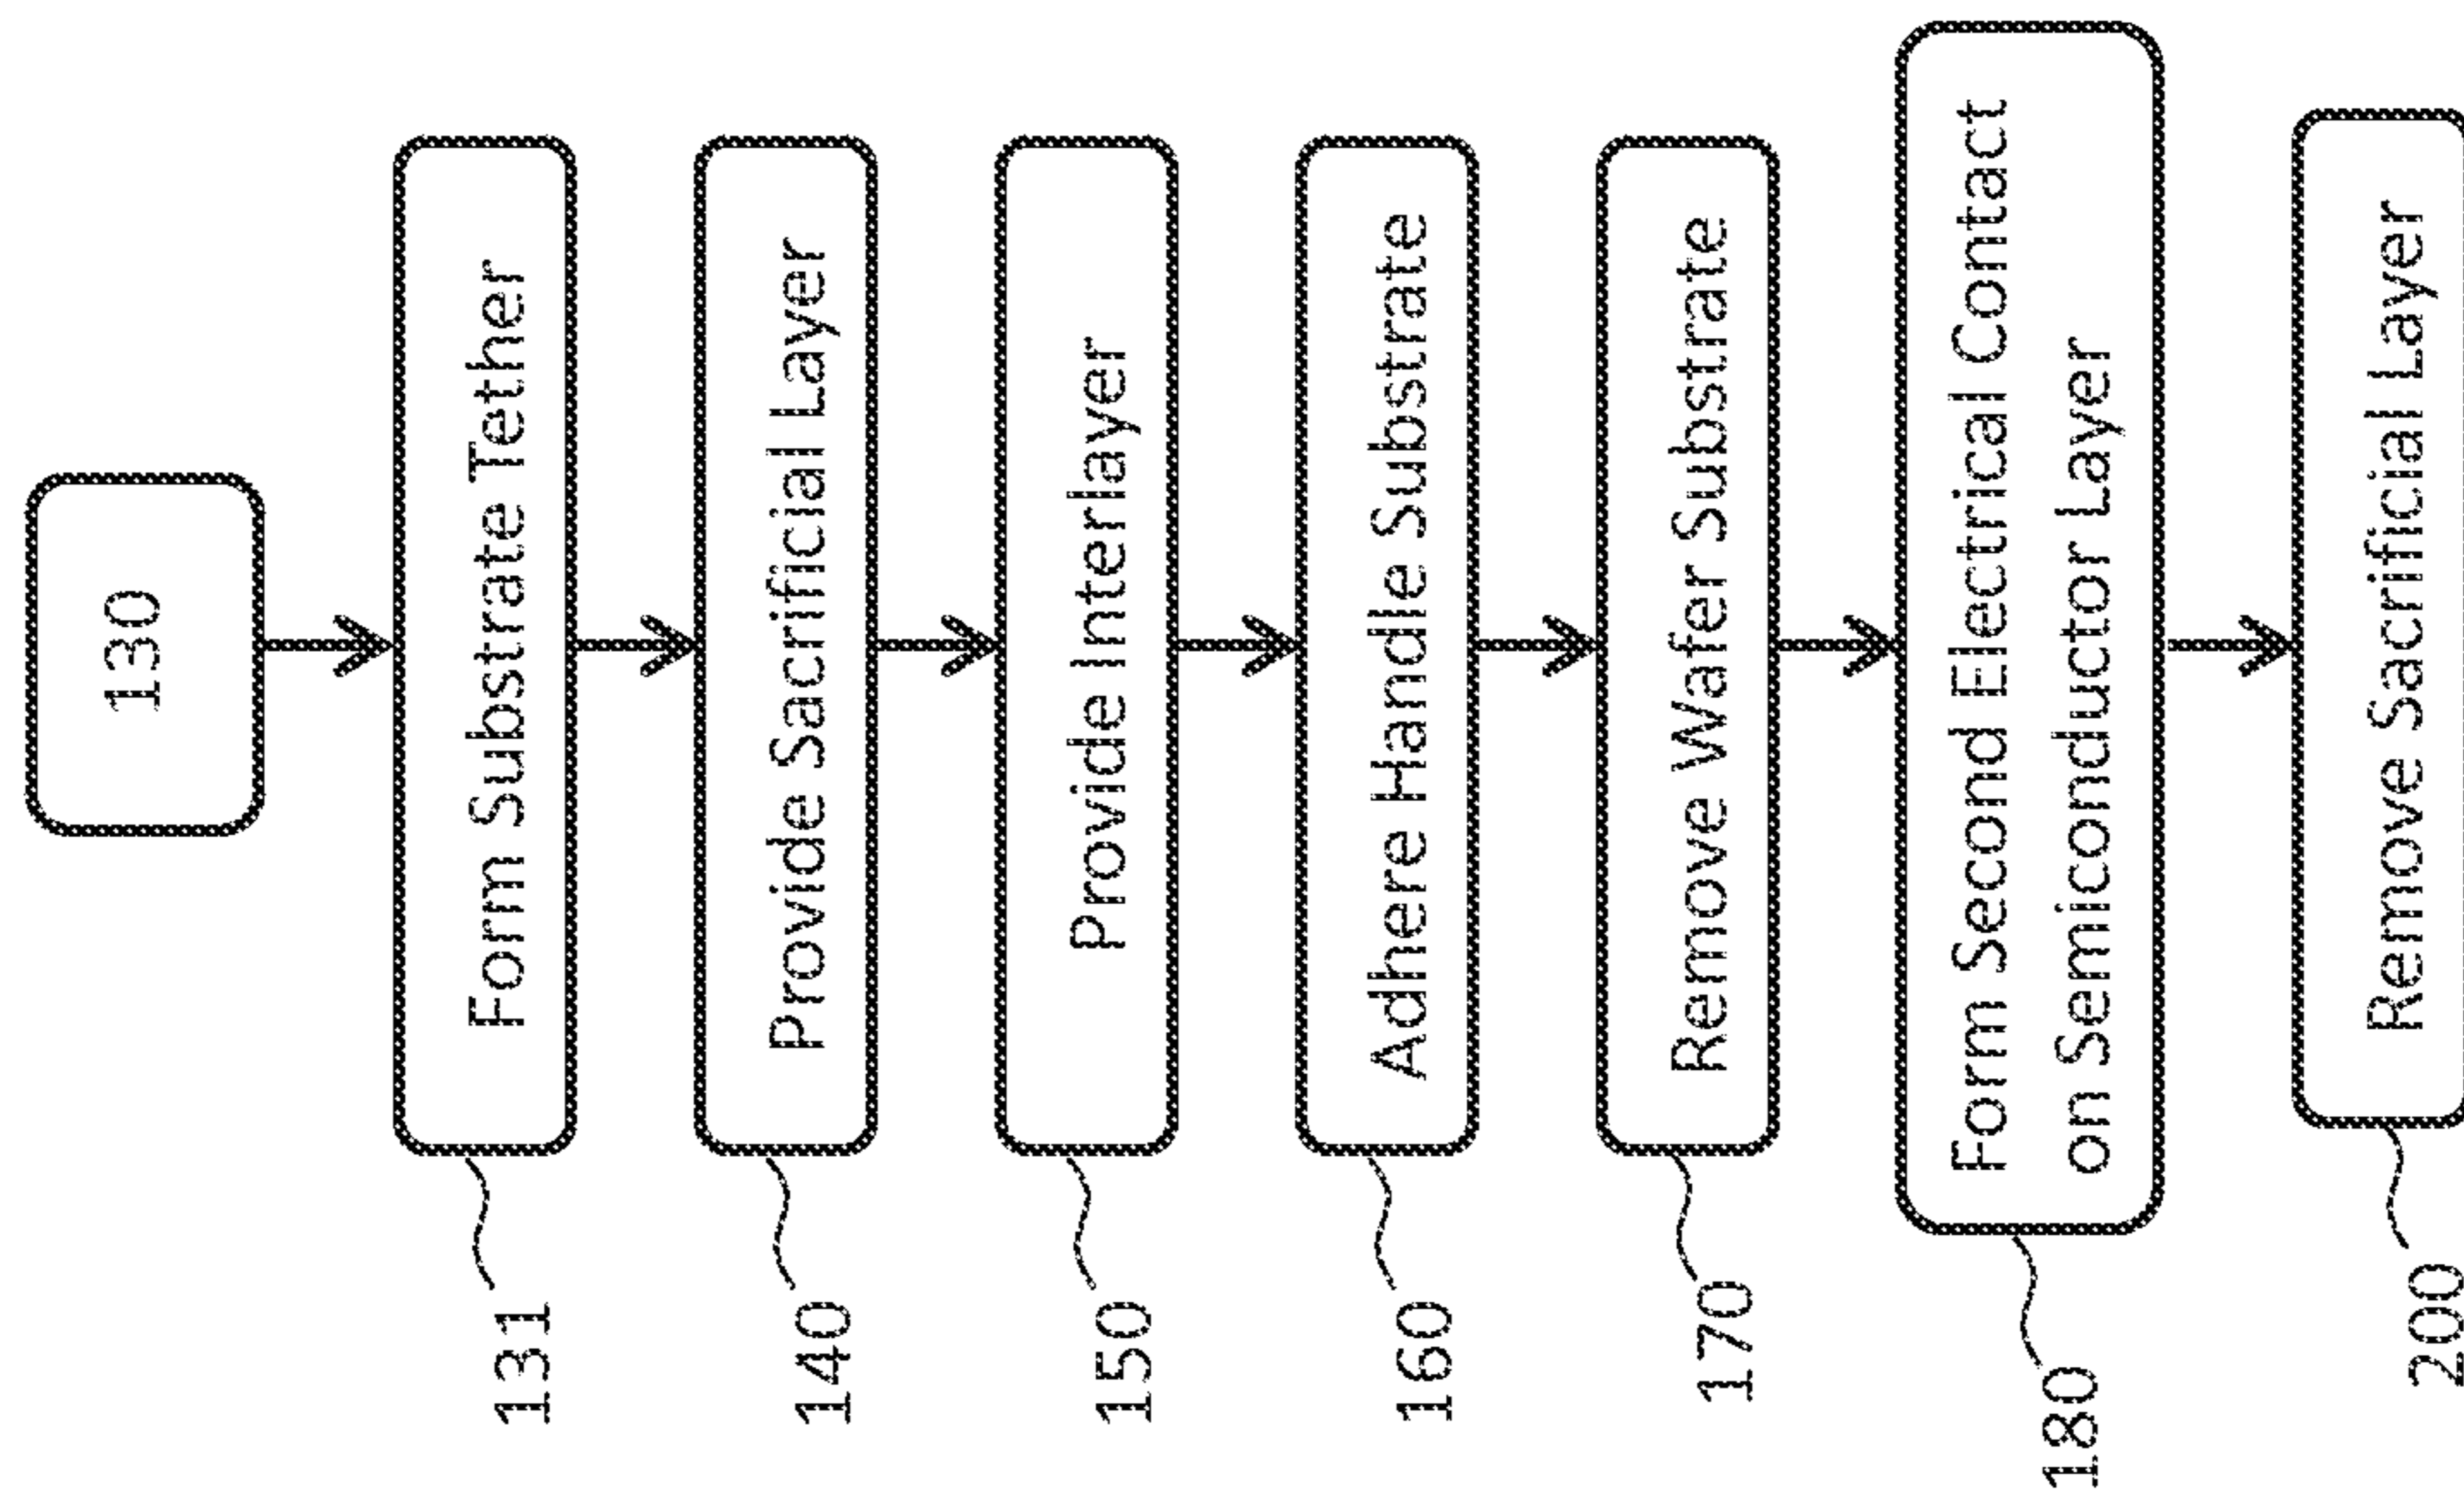 130
131
Form Substrate Tether
140
Provide Sacrificial Layer
150
Provide Interlayer
160
Adhere Handle Substrate
170
Remove Wafer Substrate
180
Form Second Electrical Contact
on Semiconductor Layer
200
Remove Sacrificial Layer